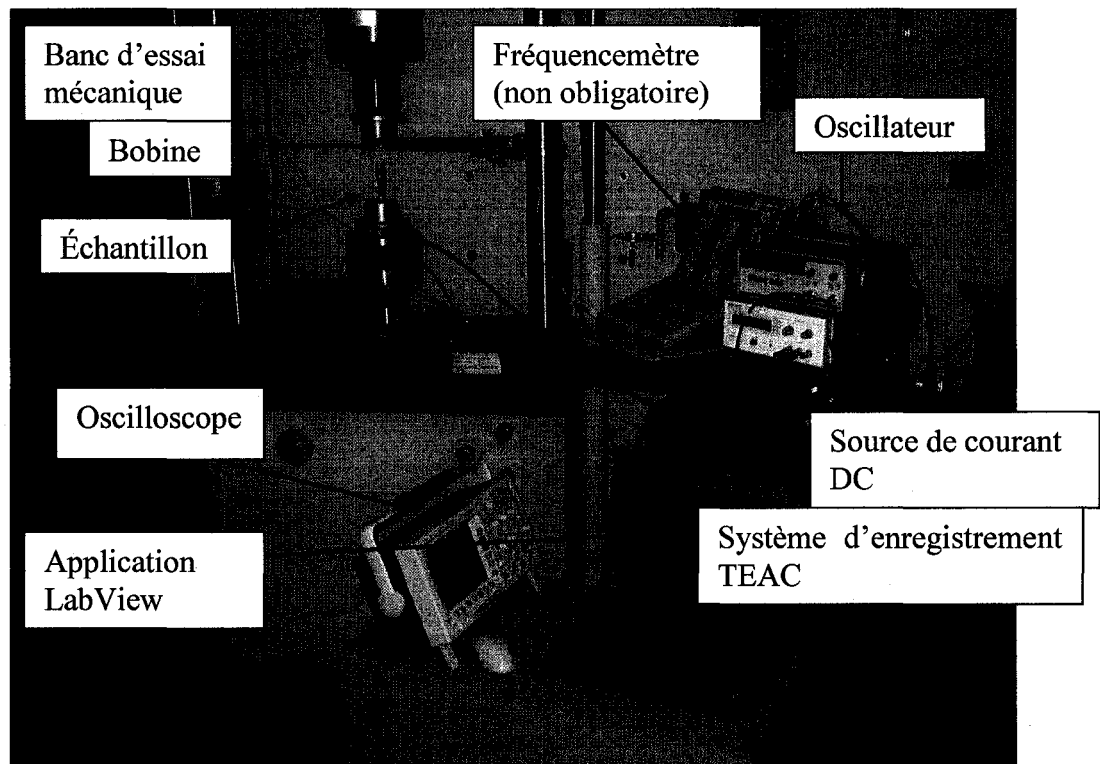 Banc d'essai
mécanique
Fréquencemètre
(non obligatoire)
Oscillateur
Bobine
Échantillon
Oscilloscope
Source de courant
DC
Système d'enregistrement
TEAC
Application
LabView